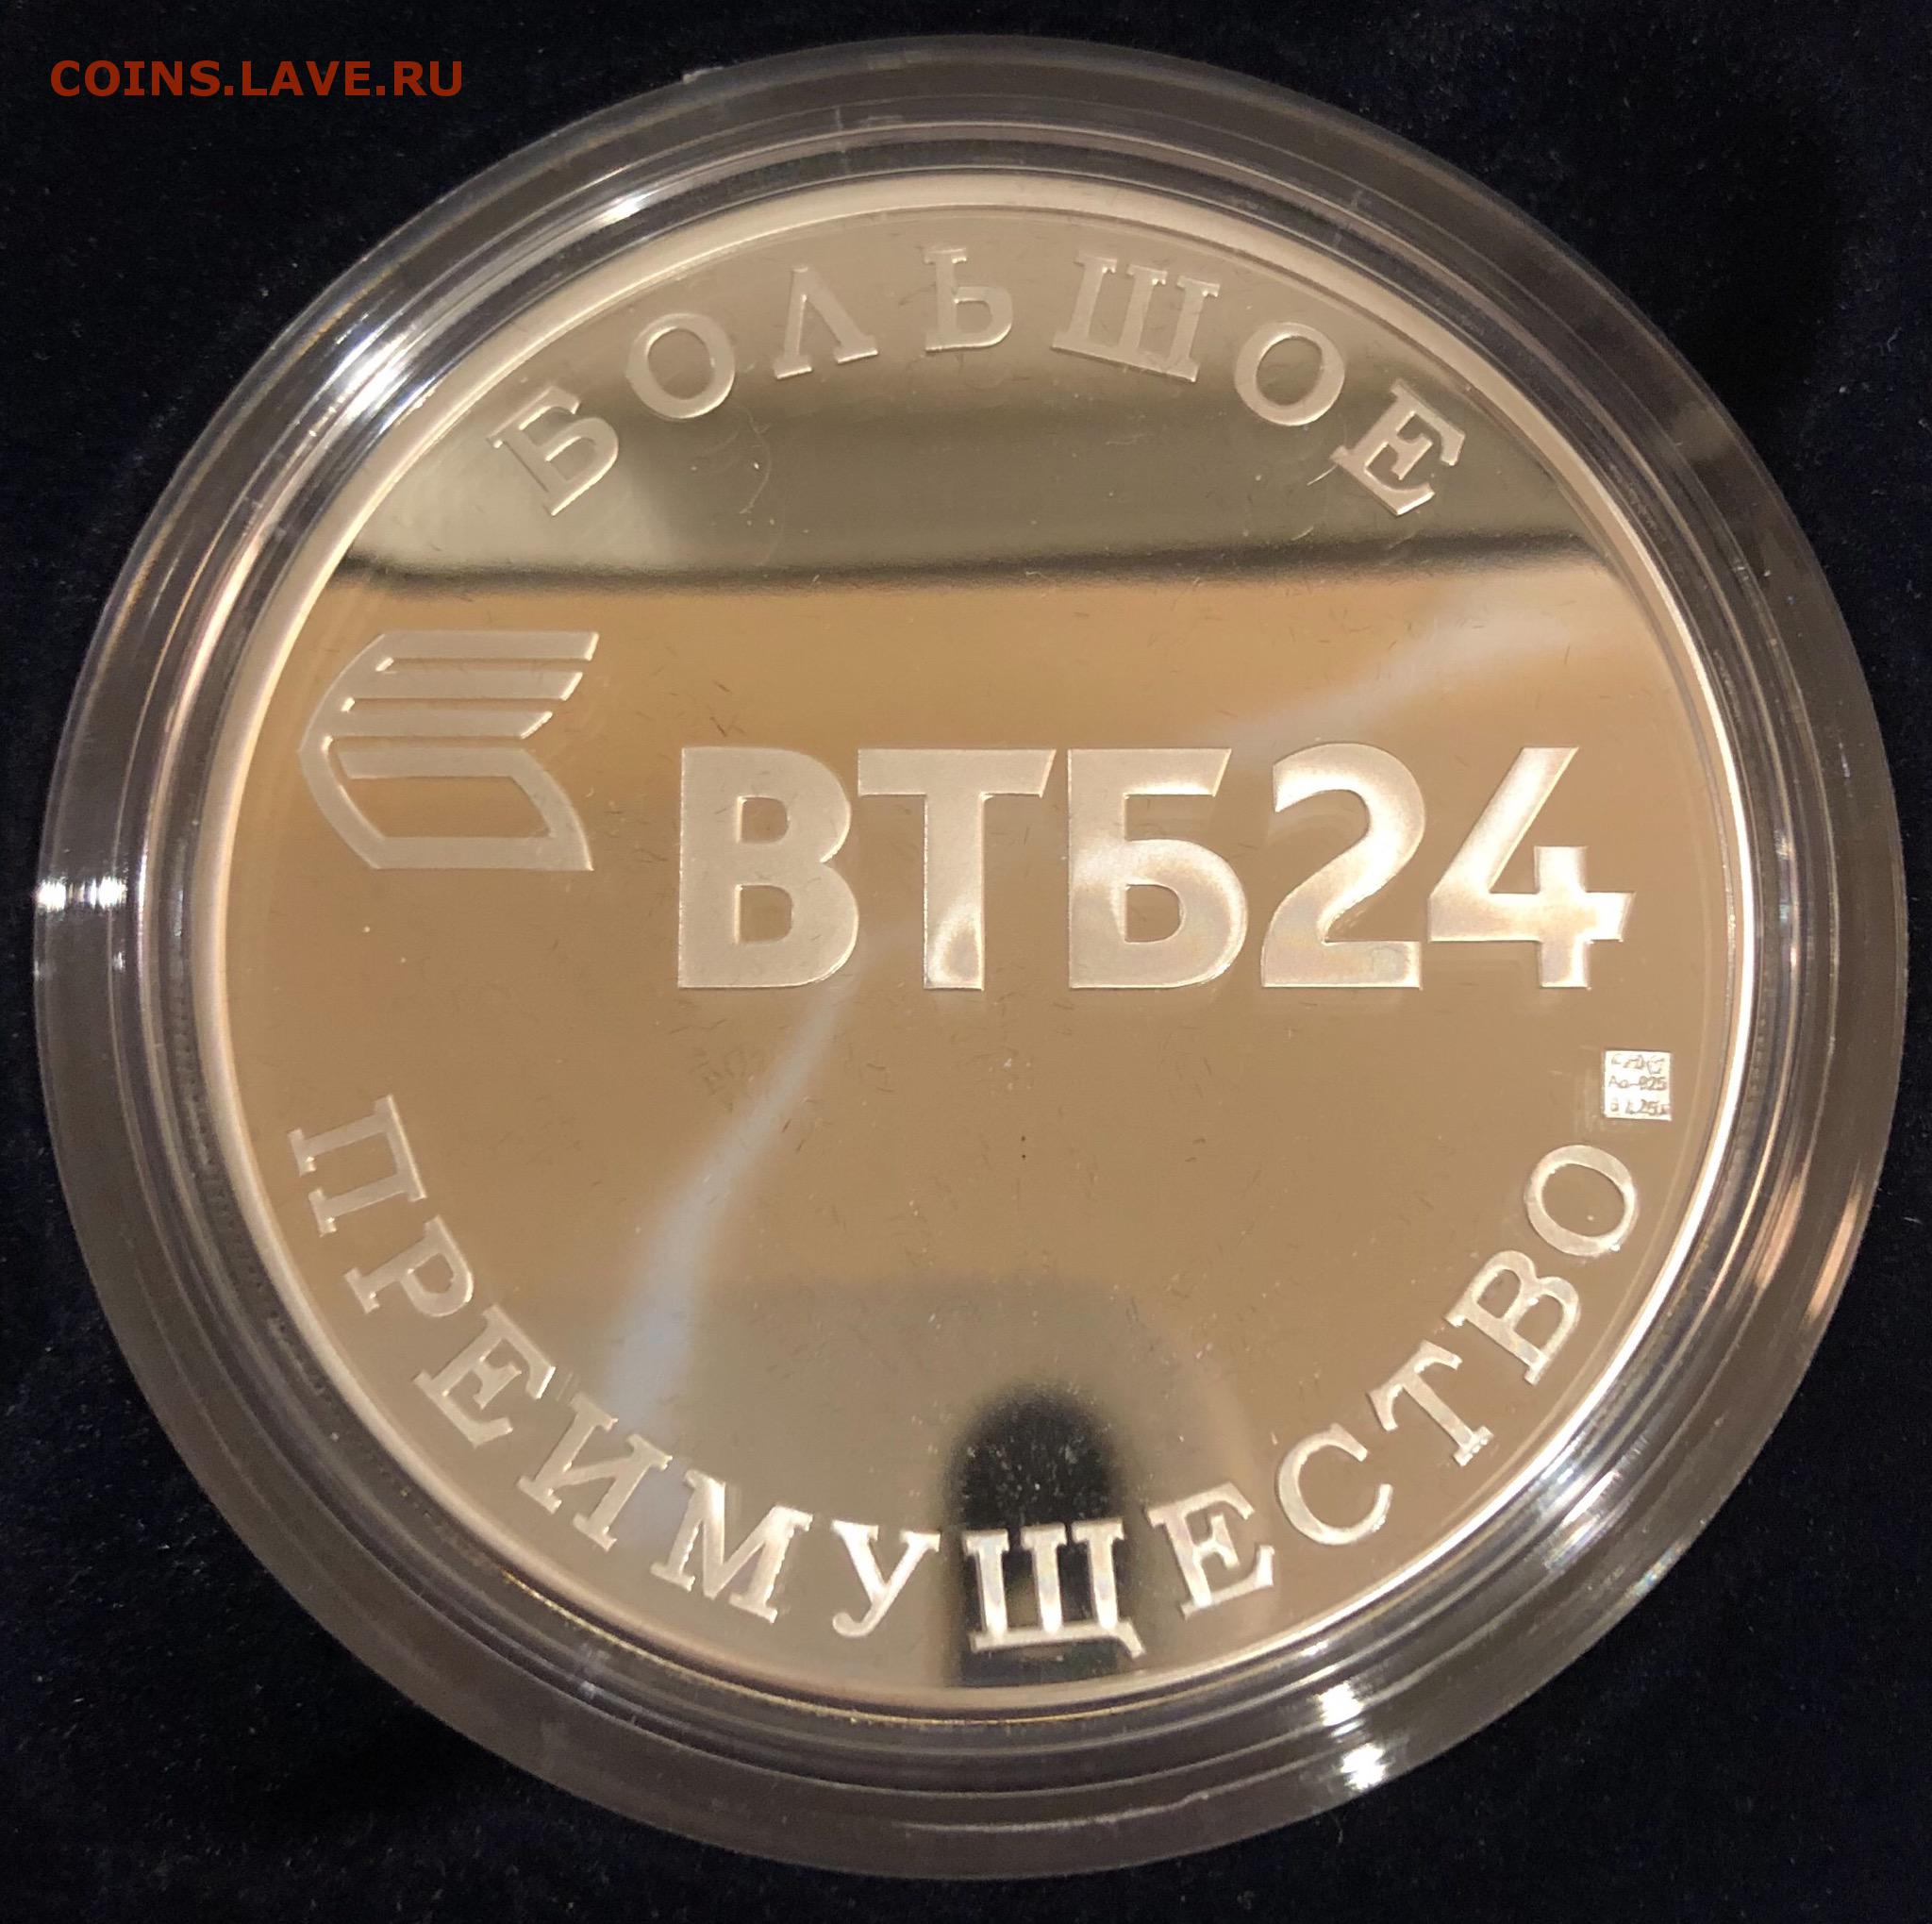 COINS.LAVE.RU
БОЛЬШОЕ
ВТБ24
ПРЕИМУЩЕСТВО